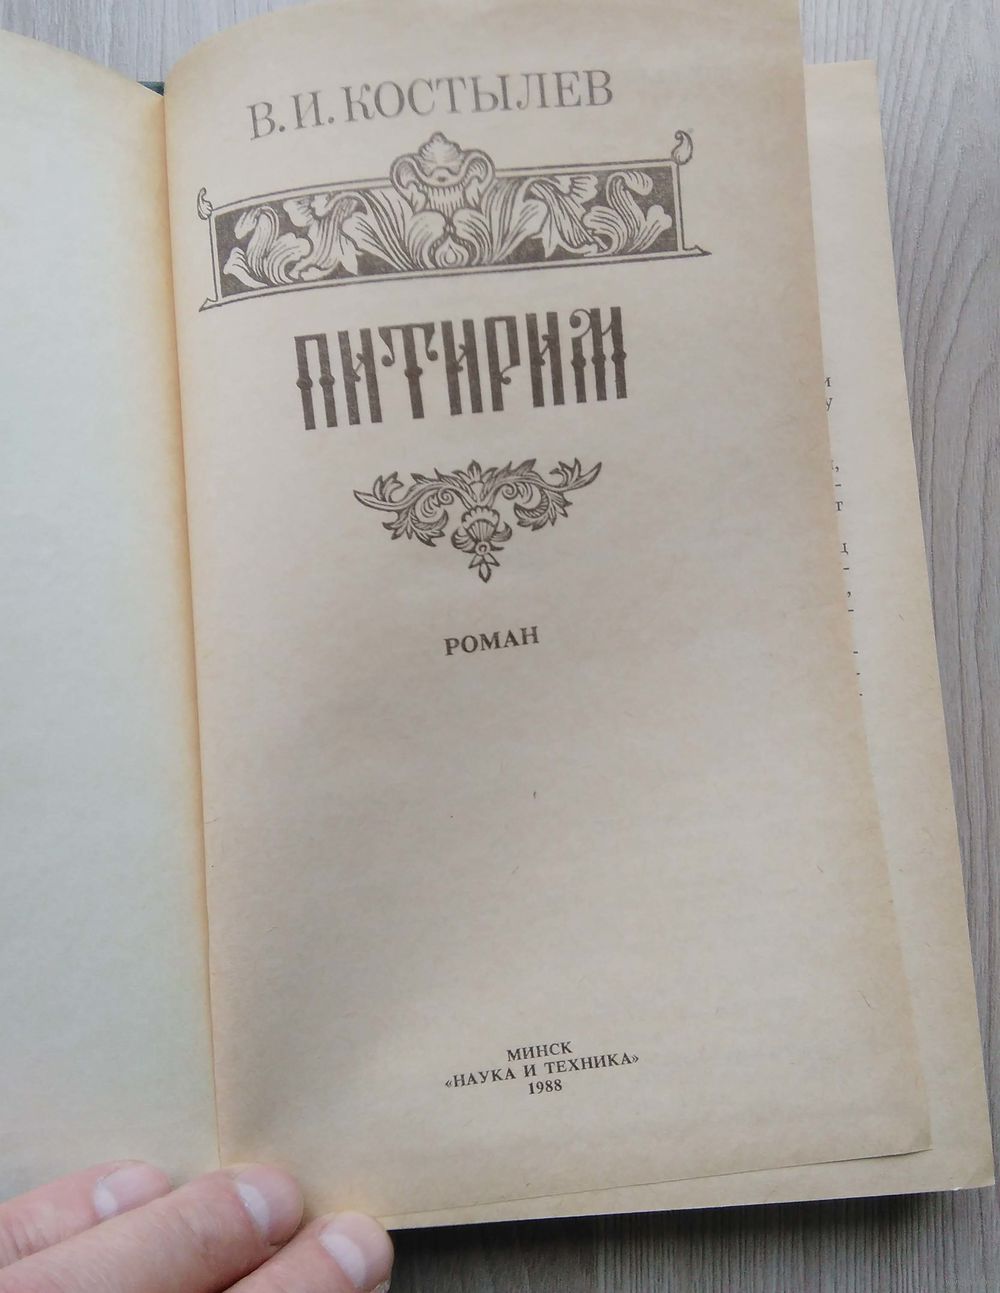 В. И. КОСТЫЛЕВ
ПИТИРИМ
РОМАН
МИНСК
«НАУКА И ТЕХНИКА»
1988